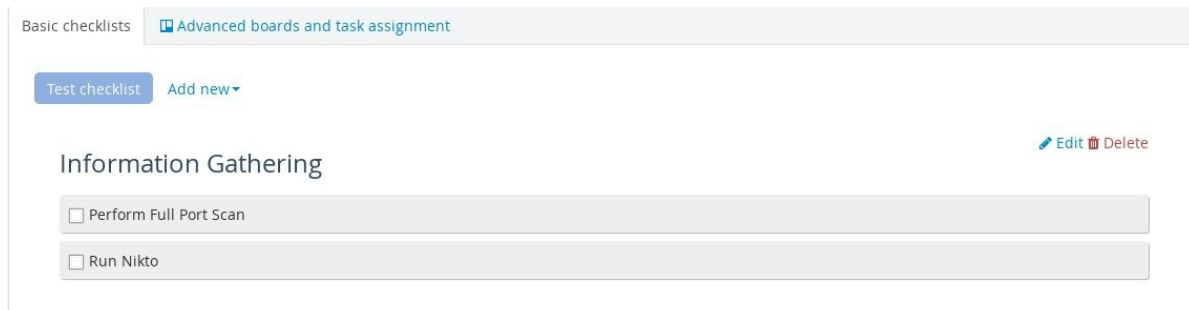 Basic checklists Advanced boards and task assignment
Test checklist Add new
Edit Delete
Information Gathering
Perform Full Port Scan
Run Nikto